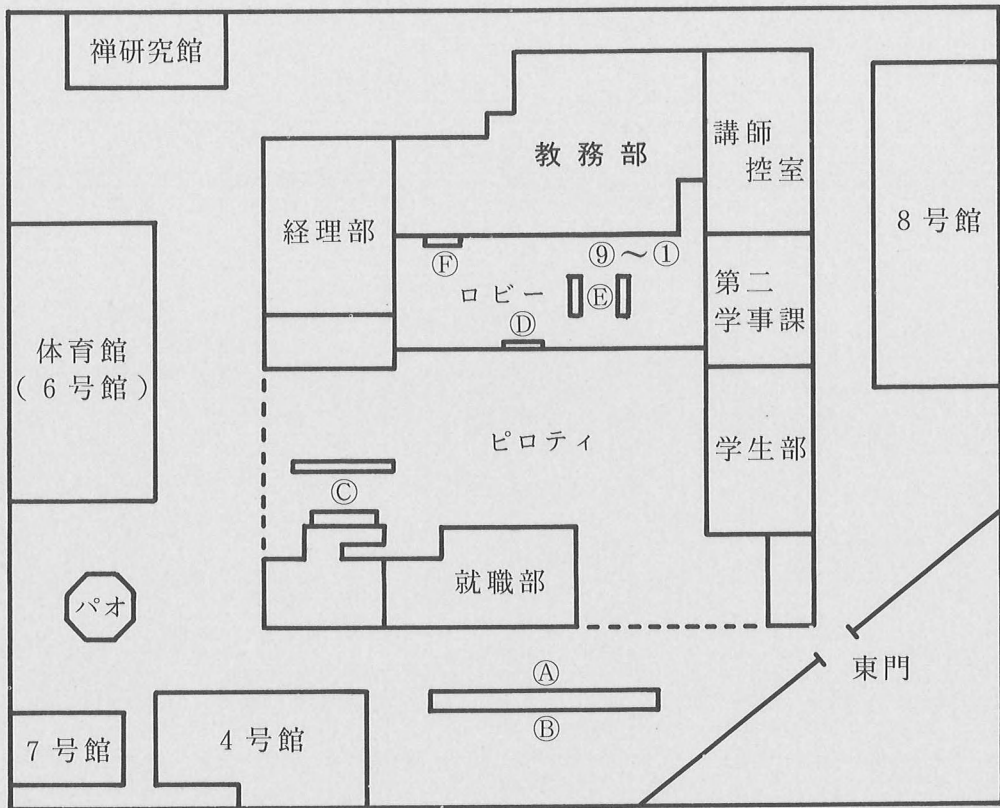 禅研究館
教務部
講師
控室
8号館
経理部
⑨～①
Ⓕ
ロビー
Ⓔ
第二
学事課
Ⓓ
体育館
(6号館)
ピロティ
学生部
Ⓒ
就職部
パオ
東門
Ⓐ
Ⓑ
7号館
4号館